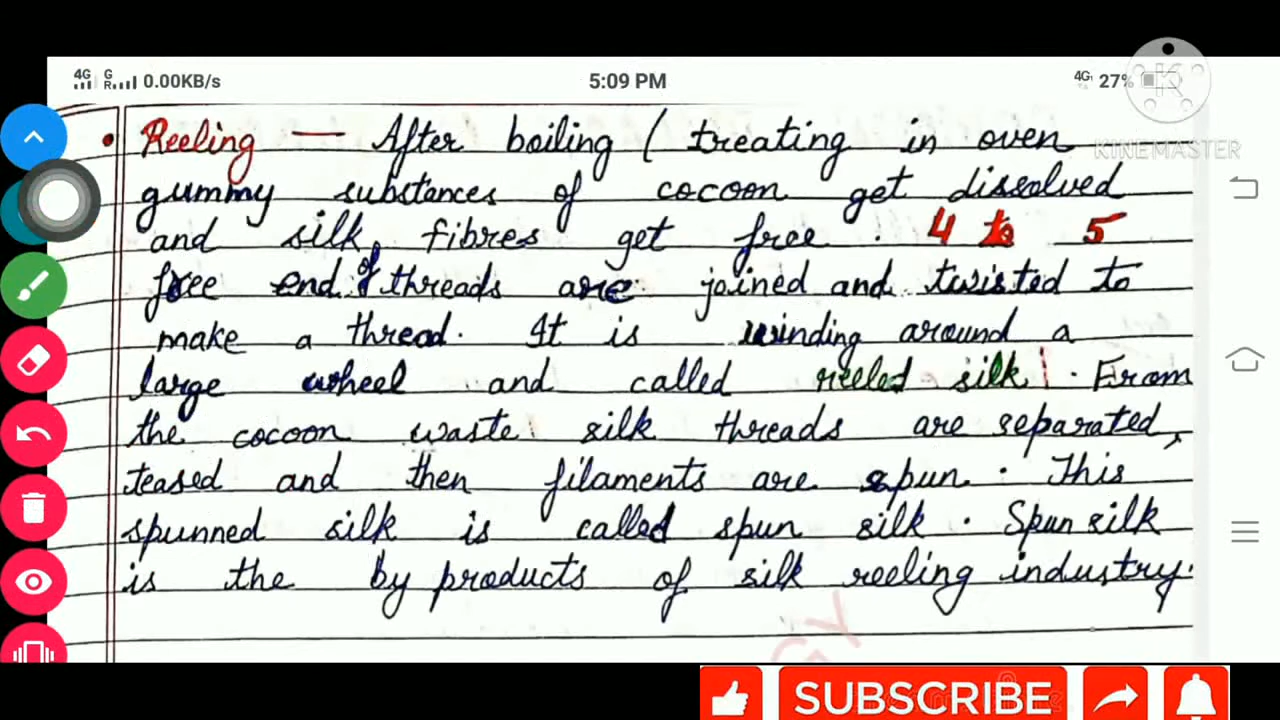 4G G R 0.00KB/s 5:09 PM 4G 27%
KINEMASTER
• Reeling — After boiling ( treating in oven
gummy substances of cocoon get dissolved
and silk fibres get free . 4 to 5
free end of threads are joined and twisted to
make a thread. It is winding around a
large wheel and called reeled silk . From
the cocoon waste silk threads are separated,
teased and then filaments are spun . This
spunned silk is called spun silk . Spun silk
is the by products of silk reeling industry.
SUBSCRIBE